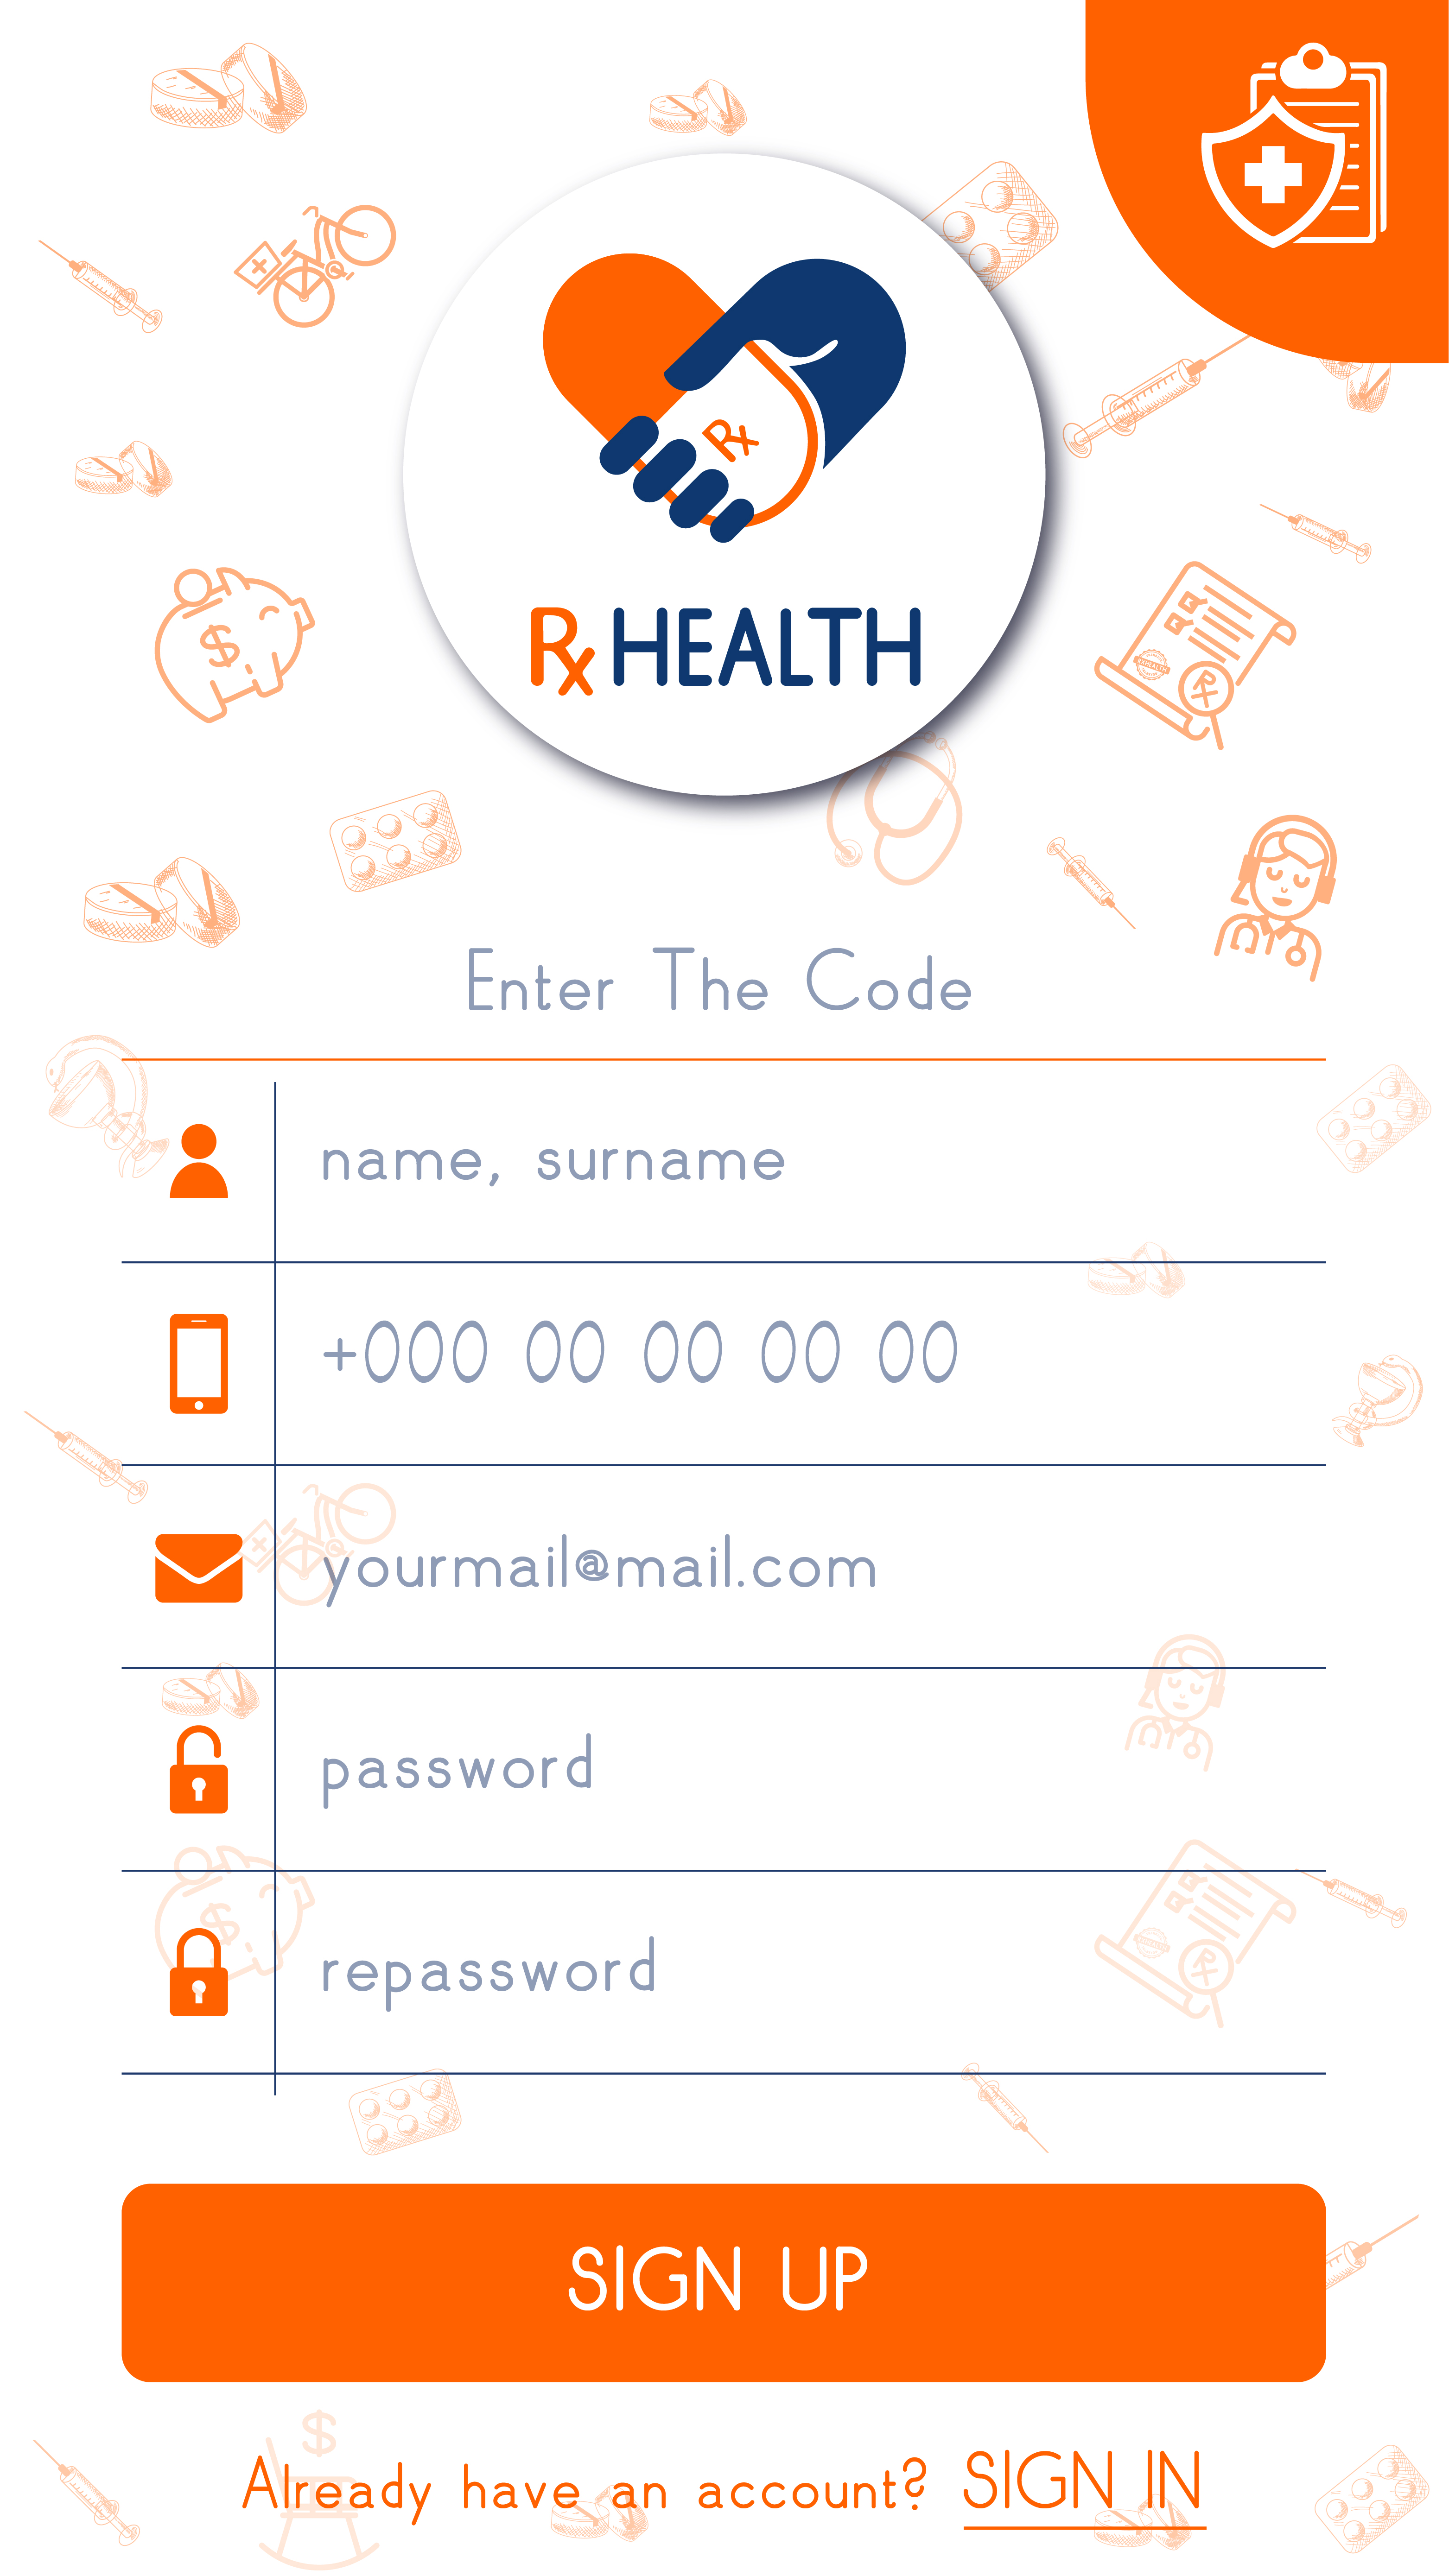 Rx
Rx HEALTH
Enter The Code
name, surname
+000 00 00 00 00
yourmail@mail.com
password
repassword
SIGN UP
Already have an account? SIGN IN